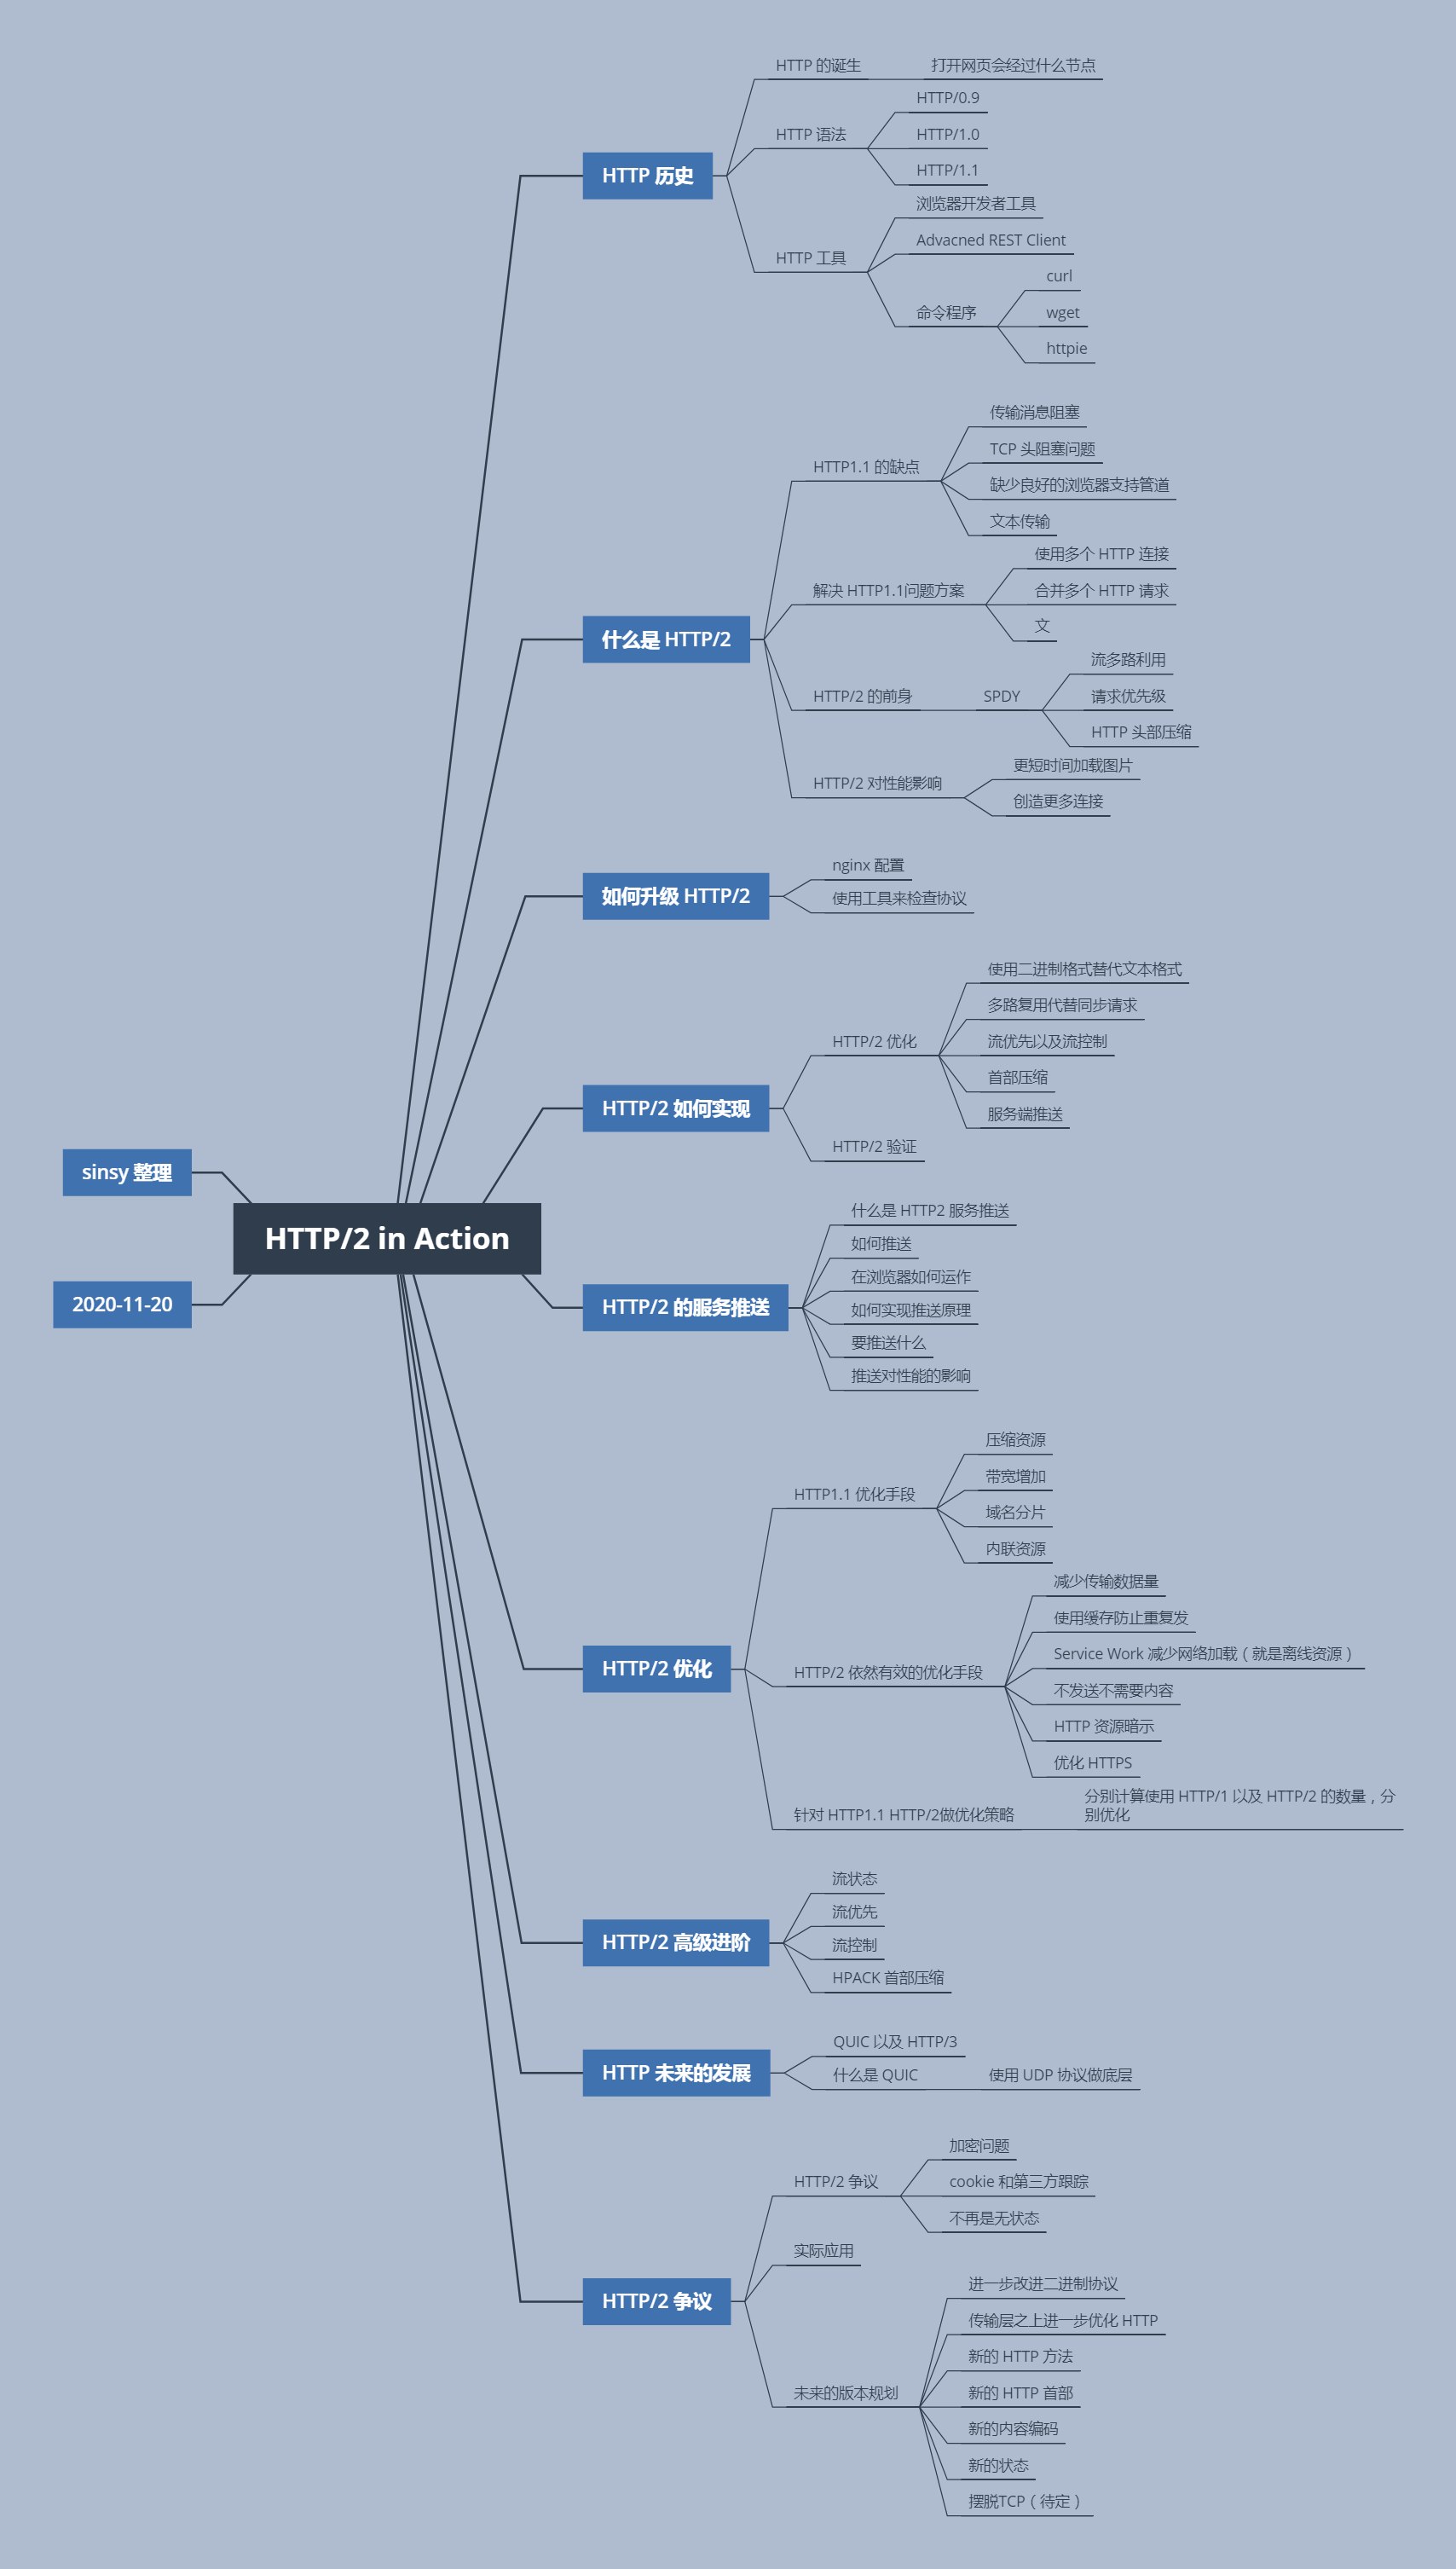 HTTP/2 in Action
sinsy 整理
2020-11-20
HTTP 历史
HTTP 的诞生
打开网页会经过什么节点
HTTP 语法
HTTP/0.9
HTTP/1.0
HTTP/1.1
HTTP 工具
浏览器开发者工具
Advacned REST Client
命令程序
curl
wget
httpie
什么是 HTTP/2
HTTP1.1 的缺点
传输消息阻塞
TCP 头阻塞问题
缺少良好的浏览器支持管道
文本传输
解决 HTTP1.1问题方案
使用多个 HTTP 连接
合并多个 HTTP 请求
文
HTTP/2 的前身
SPDY
流多路利用
请求优先级
HTTP 头部压缩
HTTP/2 对性能影响
更短时间加载图片
创造更多连接
如何升级 HTTP/2
nginx 配置
使用工具来检查协议
HTTP/2 如何实现
HTTP/2 优化
使用二进制格式替代文本格式
多路复用代替同步请求
流优先以及流控制
首部压缩
服务端推送
HTTP/2 验证
HTTP/2 的服务推送
什么是 HTTP2 服务推送
如何推送
在浏览器如何运作
如何实现推送原理
要推送什么
推送对性能的影响
HTTP/2 优化
HTTP1.1 优化手段
压缩资源
带宽增加
域名分片
内联资源
HTTP/2 依然有效的优化手段
减少传输数据量
使用缓存防止重复发
Service Work 减少网络加载（就是离线资源）
不发送不需要内容
HTTP 资源暗示
优化 HTTPS
针对 HTTP1.1 HTTP/2做优化策略
分别计算使用 HTTP/1 以及 HTTP/2 的数量，分
别优化
HTTP/2 高级进阶
流状态
流优先
流控制
HPACK 首部压缩
HTTP 未来的发展
QUIC 以及 HTTP/3
什么是 QUIC
使用 UDP 协议做底层
HTTP/2 争议
HTTP/2 争议
加密问题
cookie 和第三方跟踪
不再是无状态
实际应用
未来的版本规划
进一步改进二进制协议
传输层之上进一步优化 HTTP
新的 HTTP 方法
新的 HTTP 首部
新的内容编码
新的状态
摆脱TCP（待定）